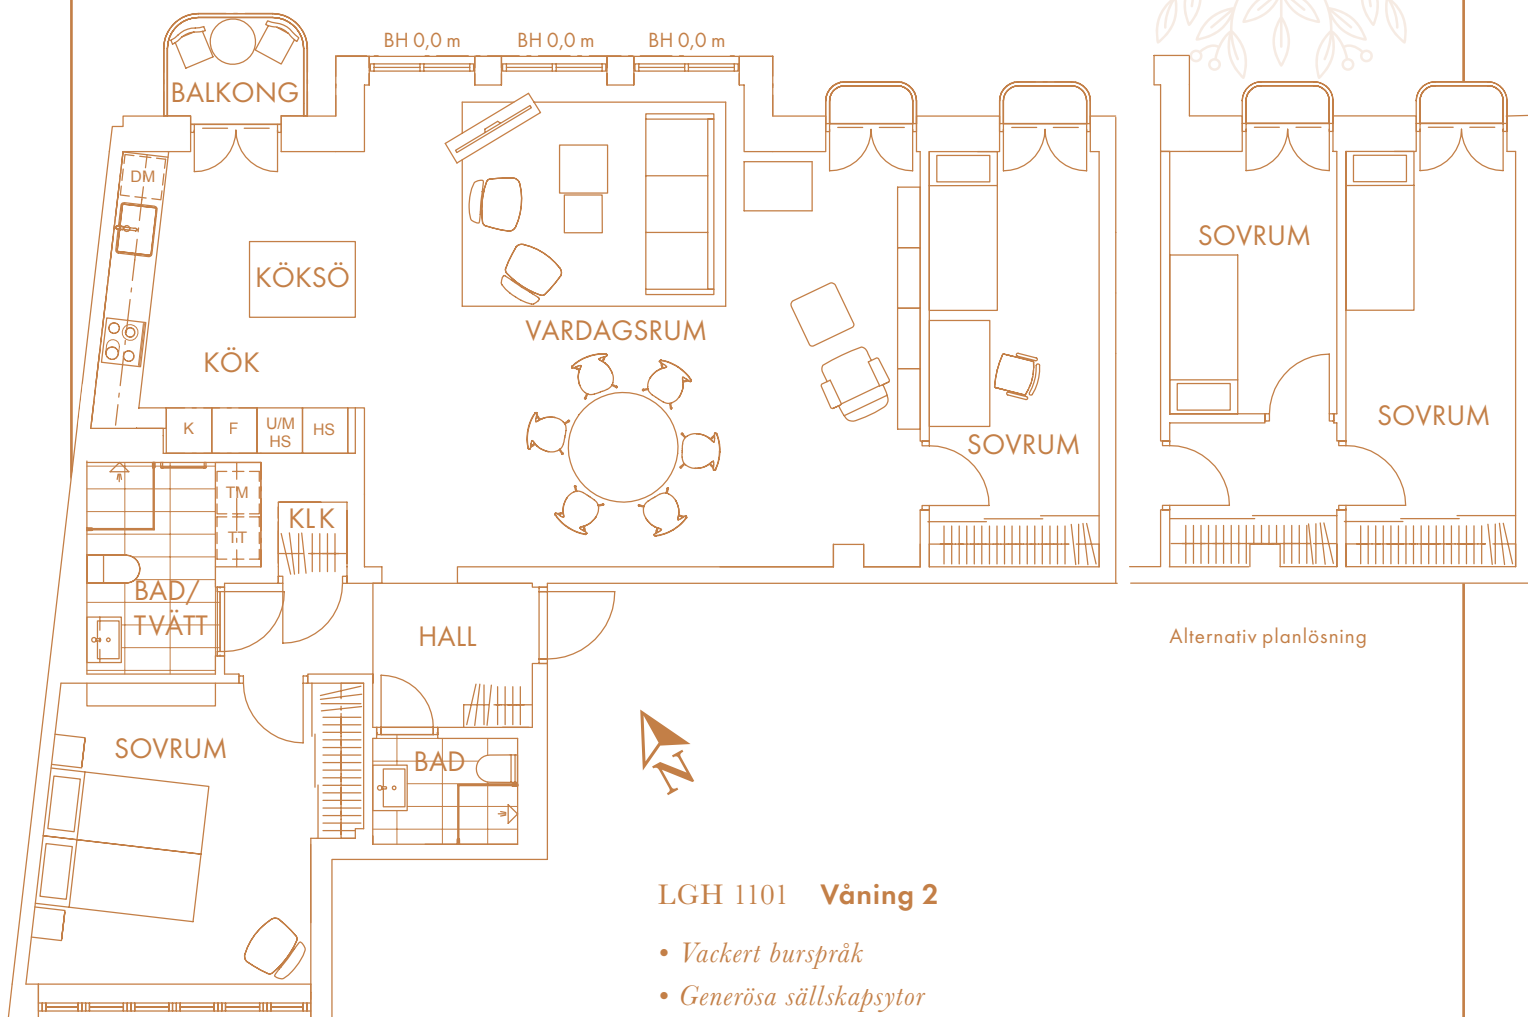 BH 0,0 m
BH 0,0 m
BH 0,0 m
BALKONG
DM
KÖKSÖ
KÖK
VARDAGSRUM
K
F
U/M
HS
HS
SOVRUM
SOVRUM
SOVRUM
TM
TT
KLK
BAD/
TVÄTT
HALL
Alternativ planlösning
SOVRUM
BAD
N
LGH 1101 Våning 2
• Vackert burspråk
• Generösa sällskapsytor